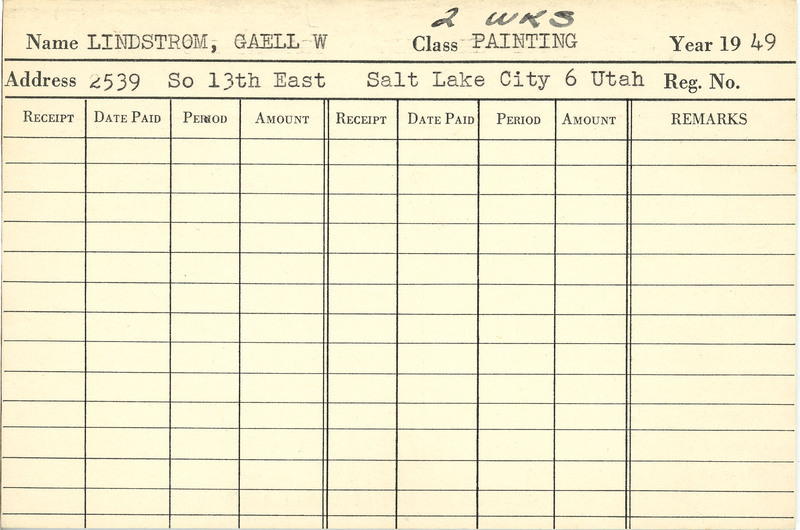 2 WKS
Name LINDSTROM, GAELL W Class PAINTING Year 19 49
Address 2539 So 13th East Salt Lake City 6 Utah Reg. No.
RECEIPT DATE PAID PERIOD AMOUNT RECEIPT DATE PAID PERIOD AMOUNT REMARKS